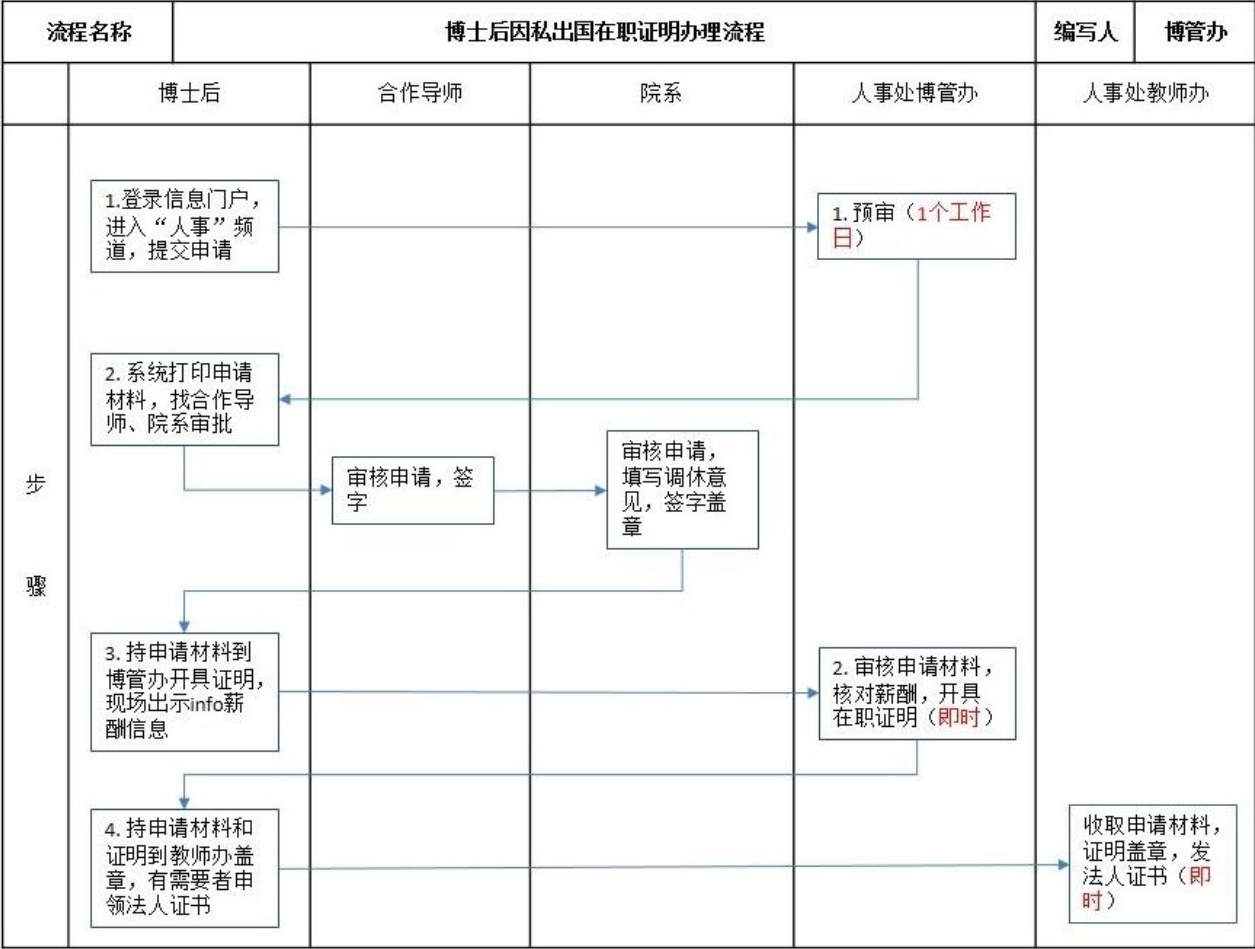 流程名称
博士后因私出国在职证明办理流程
编写人
博管办
博士后
合作导师
院系
人事处博管办
人事处教师办
步
骤
1.登录信息门户，
进入“人事”频
道，提交申请
1. 预审（1个工作
日）
2. 系统打印申请
材料，找合作导
师、院系审批
审核申请，签
字
审核申请，
填写调休意
见，签字盖
章
3. 持申请材料到
博管办开具证明，
现场出示info薪
酬信息
2. 审核申请材料，
核对薪酬，开具
在职证明（即时）
4. 持申请材料和
证明到教师办盖
章，有需要者申
领法人证书
收取申请材料，
证明盖章，发
法人证书（即
时）